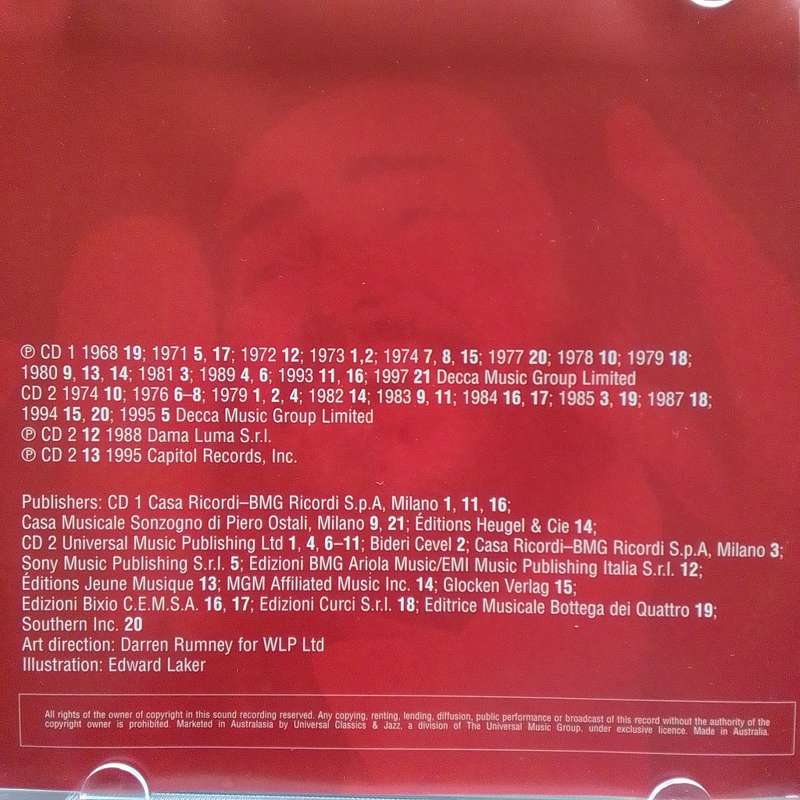 ℗ CD 1 1968 19; 1971 5, 17; 1972 12; 1973 1,2; 1974 7, 8, 15; 1977 20; 1978 10; 1979 18;
1980 9, 13, 14; 1981 3; 1989 4, 6; 1993 11, 16; 1997 21 Decca Music Group Limited
CD 2 1974 10; 1976 6–8; 1979 1, 2, 4; 1982 14; 1983 9, 11; 1984 16, 17; 1985 3, 19; 1987 18;
1994 15, 20; 1995 5 Decca Music Group Limited
℗ CD 2 12 1988 Dama Luma S.r.l.
℗ CD 2 13 1995 Capitol Records, Inc.
Publishers: CD 1 Casa Ricordi–BMG Ricordi S.p.A, Milano 1, 11, 16;
Casa Musicale Sonzogno di Piero Ostali, Milano 9, 21; Éditions Heugel & Cie 14;
CD 2 Universal Music Publishing Ltd 1, 4, 6–11; Bideri Cevel 2; Casa Ricordi–BMG Ricordi S.p.A, Milano 3;
Sony Music Publishing S.r.l. 5; Edizioni BMG Ariola Music/EMI Music Publishing Italia S.r.l. 12;
Éditions Jeune Musique 13; MGM Affiliated Music Inc. 14; Glocken Verlag 15;
Edizioni Bixio C.E.M.S.A. 16, 17; Edizioni Curci S.r.l. 18; Editrice Musicale Bottega dei Quattro 19;
Southern Inc. 20
Art direction: Darren Rumney for WLP Ltd
Illustration: Edward Laker
All rights of the owner of copyright in this sound recording reserved. Any copying, renting, lending, diffusion, public performance or broadcast of this record without the authority of the
copyright owner is prohibited. Marketed in Australasia by Universal Classics & Jazz, a division of The Universal Music Group, under exclusive licence. Made in Australia.